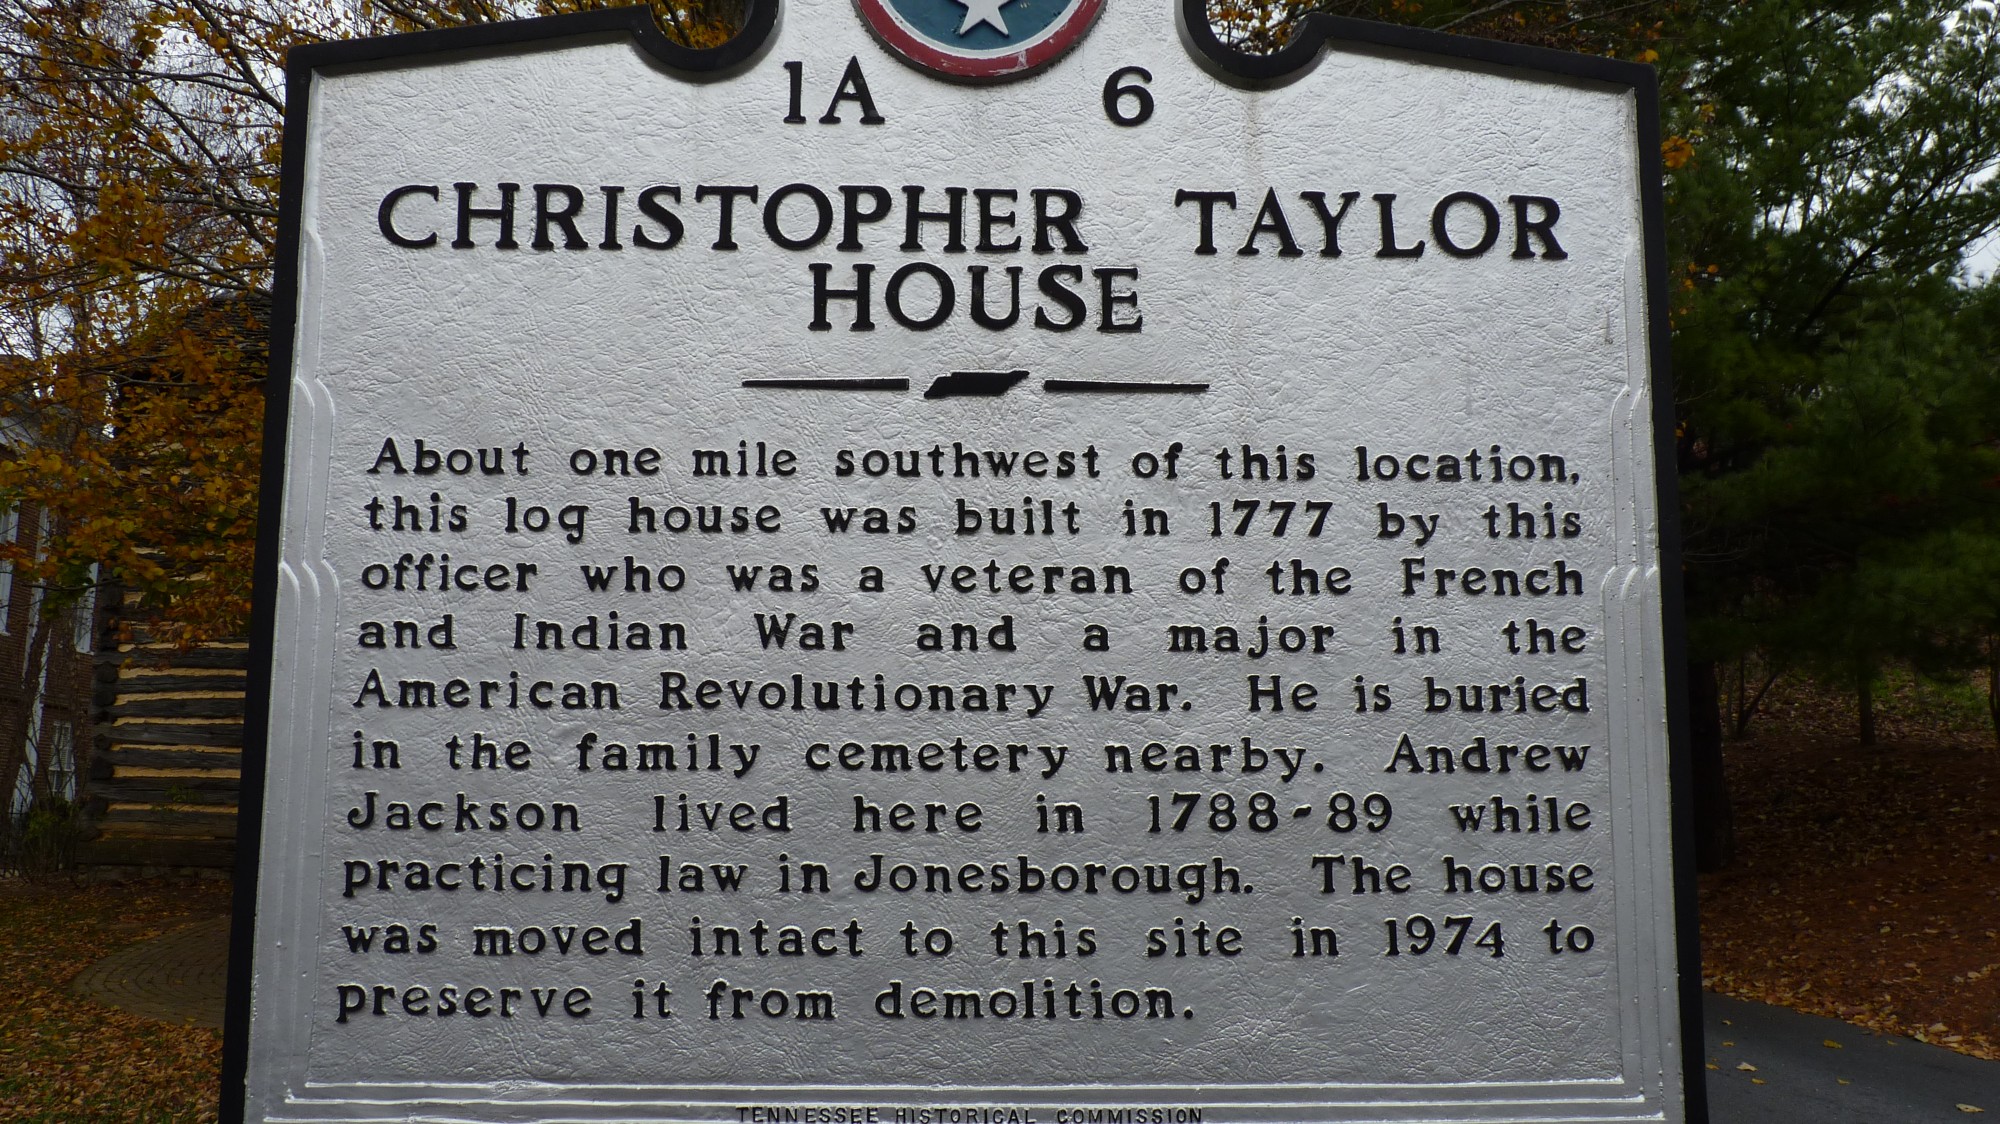 1A 6
CHRISTOPHER TAYLOR
HOUSE
About one mile southwest of this location,
this log house was built in 1777 by this
officer who was a veteran of the French
and Indian War and a major in the
American Revolutionary War. He is buried
in the family cemetery nearby. Andrew
Jackson lived here in 1788-89 while
practicing law in Jonesborough. The house
was moved intact to this site in 1974 to
preserve it from demolition.
TENNESSEE HISTORICAL COMMISSION